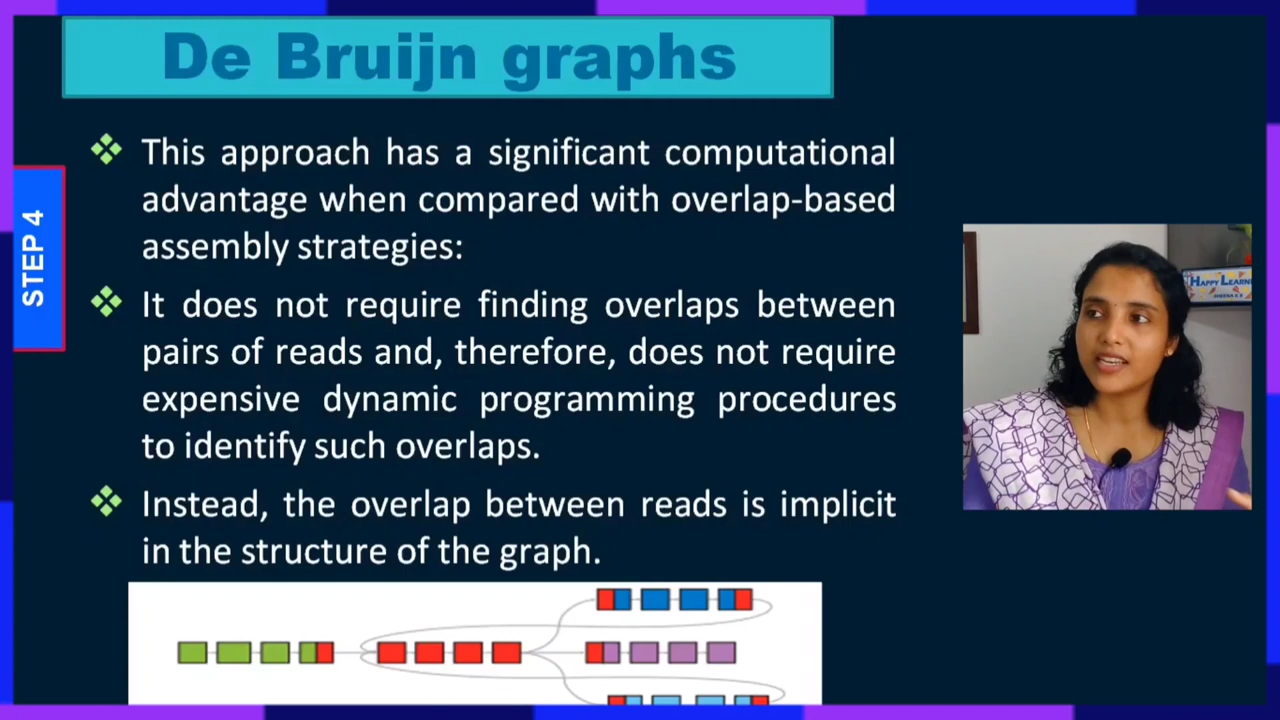 De Bruijn graphs
STEP 4
This approach has a significant computational
advantage when compared with overlap-based
assembly strategies:
It does not require finding overlaps between
pairs of reads and, therefore, does not require
expensive dynamic programming procedures
to identify such overlaps.
Instead, the overlap between reads is implicit
in the structure of the graph.
HAPPY LEARN